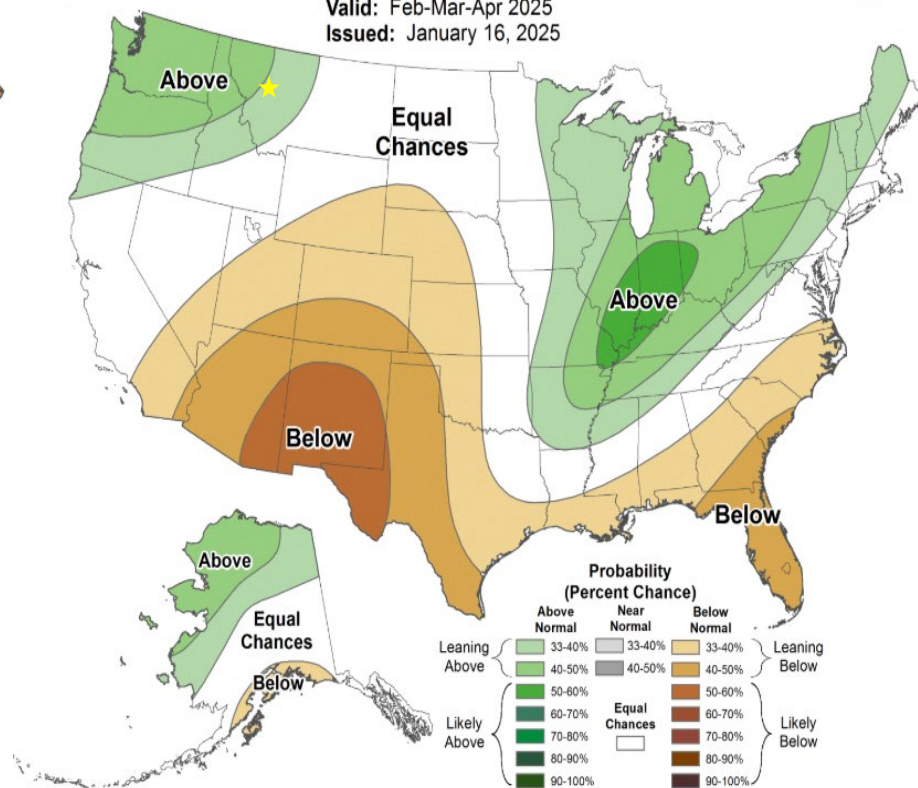 Valid: Feb-Mar-Apr 2025
Issued: January 16, 2025
Above
Equal
Chances
Above
Below
Below
Above
Equal
Chances
Below
Probability
(Percent Chance)
Above
Normal
Near
Normal
Below
Normal
Leaning
Above
33-40%
40-50%
33-40%
40-50%
33-40%
40-50%
Leaning
Below
Likely
Above
50-60%
60-70%
70-80%
80-90%
90-100%
Equal
Chances
50-60%
60-70%
70-80%
80-90%
90-100%
Likely
Below